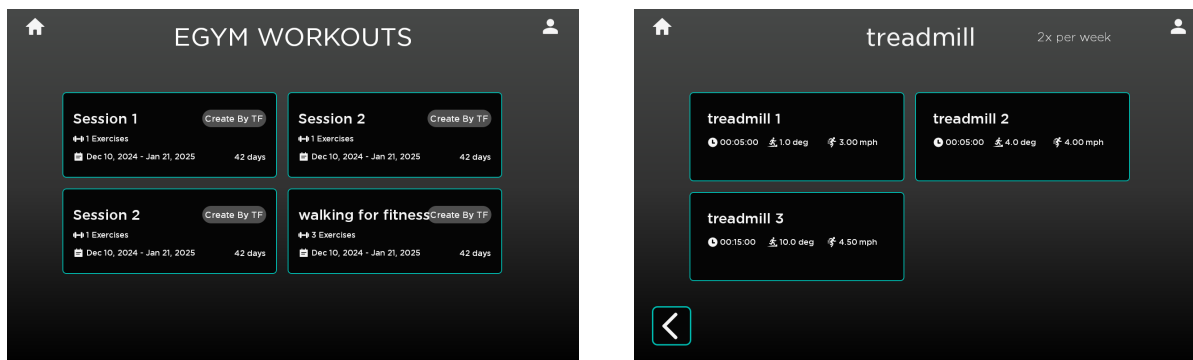 EGYM WORKOUTS
Session 1 Create By TF
1 Exercises
Dec 10, 2024 - Jan 21, 2025 42 days
Session 2 Create By TF
1 Exercises
Dec 10, 2024 - Jan 21, 2025 42 days
Session 2 Create By TF
1 Exercises
Dec 10, 2024 - Jan 21, 2025 42 days
walking for fitness Create By TF
3 Exercises
Dec 10, 2024 - Jan 21, 2025 42 days
treadmill 2x per week
treadmill 1
00:05:00 1.0 deg 3.00 mph
treadmill 2
00:05:00 4.0 deg 4.00 mph
treadmill 3
00:15:00 10.0 deg 4.50 mph